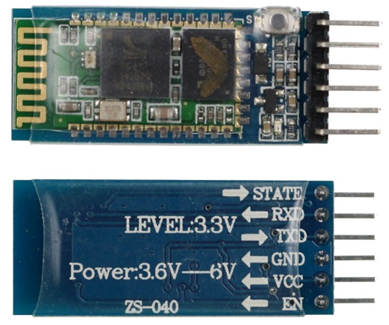 S
STATE
RXD
LEVEL:3.3V
TXD
GND
Power:3.6V—6V
VCC
ZS-040
EN